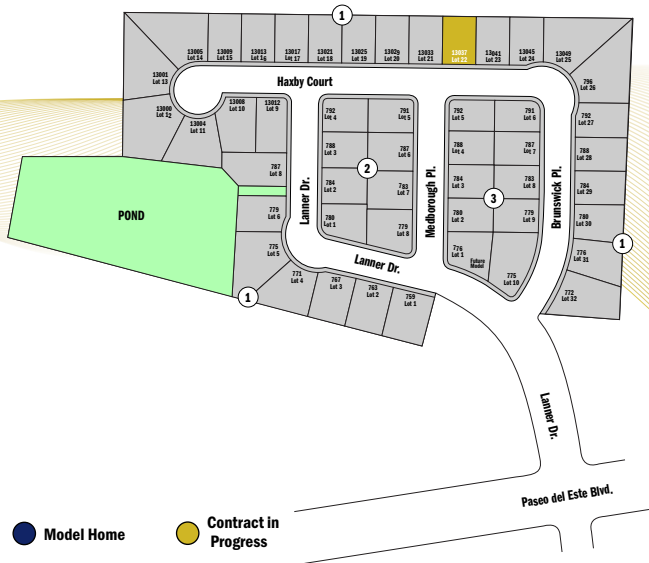 1
13005
Lot 14
13009
Lot 15
13013
Lot 16
13017
Lot 17
13021
Lot 18
13025
Lot 19
13029
Lot 20
13033
Lot 21
13037
Lot 22
13041
Lot 23
13045
Lot 24
13049
Lot 25
13001
Lot 13
796
Lot 26
Haxby Court
13000
Lot 12
13004
Lot 11
13008
Lot 10
13012
Lot 9
792
Lot 4
791
Lot 5
792
Lot 5
791
Lot 6
792
Lot 27
788
Lot 3
787
Lot 6
788
Lot 4
787
Lot 7
788
Lot 28
787
Lot 8
2
784
Lot 2
783
Lot 7
784
Lot 3
783
Lot 8
784
Lot 29
3
Lanner Dr.
Medborough Pl.
Brunswick Pl.
POND
779
Lot 6
780
Lot 1
779
Lot 8
780
Lot 2
779
Lot 9
780
Lot 30
775
Lot 5
776
Lot 1
Future
Model
775
Lot 10
776
Lot 31
1
Lanner Dr.
771
Lot 4
767
Lot 3
763
Lot 2
759
Lot 1
772
Lot 32
1
Lanner Dr.
Paseo del Este Blvd.
Model Home
Contract in
Progress